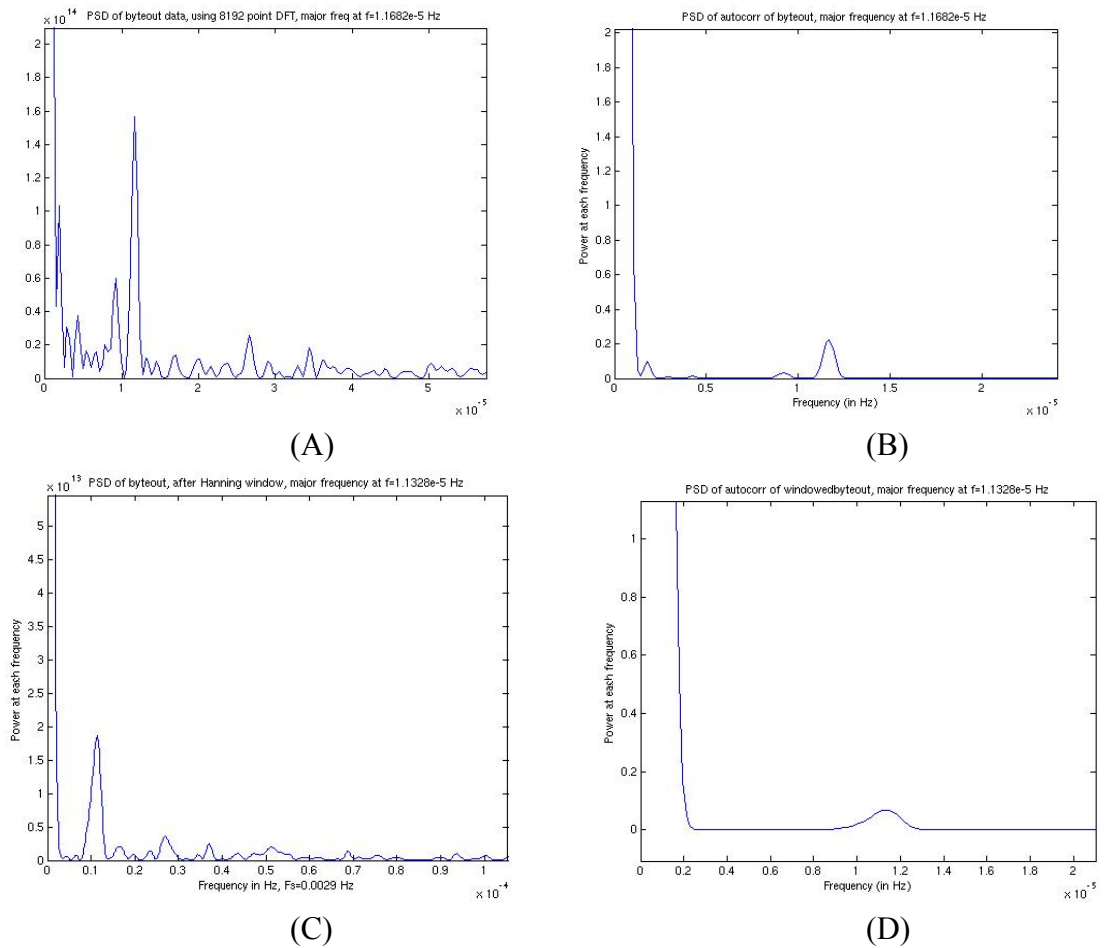 PSD of byteout data, using 8192 point DFT, major freq at f=1.1682e-5 Hz
x 10^14
2
1.8
1.6
1.4
1.2
1
0.8
0.6
0.4
0.2
0
0 1 2 3 4 5
x 10^-5
(A)
PSD of autocorr of byteout, major frequency at f=1.1682e-5 Hz
2
1.8
1.6
1.4
1.2
1
0.8
0.6
0.4
0.2
0
Power at each frequency
0 0.5 1 1.5 2
Frequency (in Hz)
x 10^-5
(B)
PSD of byteout, after Hanning window, major frequency at f=1.1328e-5 Hz
x 10^13
5
4.5
4
3.5
3
2.5
2
1.5
1
0.5
0
Power at each frequency
0 0.1 0.2 0.3 0.4 0.5 0.6 0.7 0.8 0.9 1
Frequency in Hz, Fs=0.0029 Hz
x 10^-4
(C)
PSD of autocorr of windowedbyteout, major frequency at f=1.1328e-5 Hz
1
0.8
0.6
0.4
0.2
0
Power at each frequency
0 0.2 0.4 0.6 0.8 1 1.2 1.4 1.6 1.8 2
Frequency (in Hz)
x 10^-5
(D)